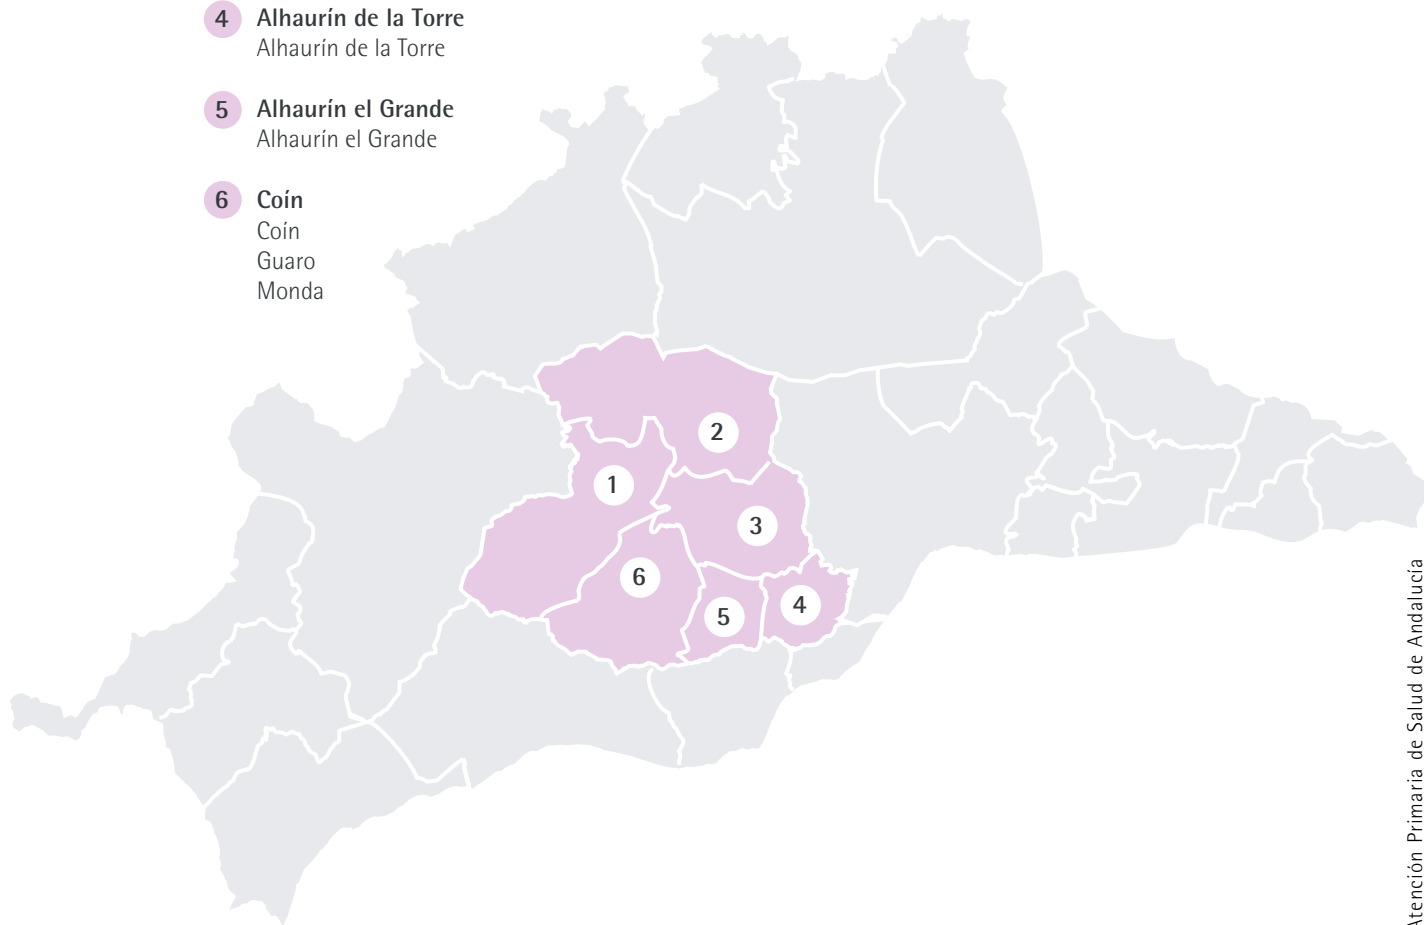 4 Alhaurín de la Torre
Alhaurín de la Torre
5 Alhaurín el Grande
Alhaurín el Grande
6 Coín
Coín
Guaro
Monda
2
1
3
6
5
4
Atención Primaria de Salud de Andalucía